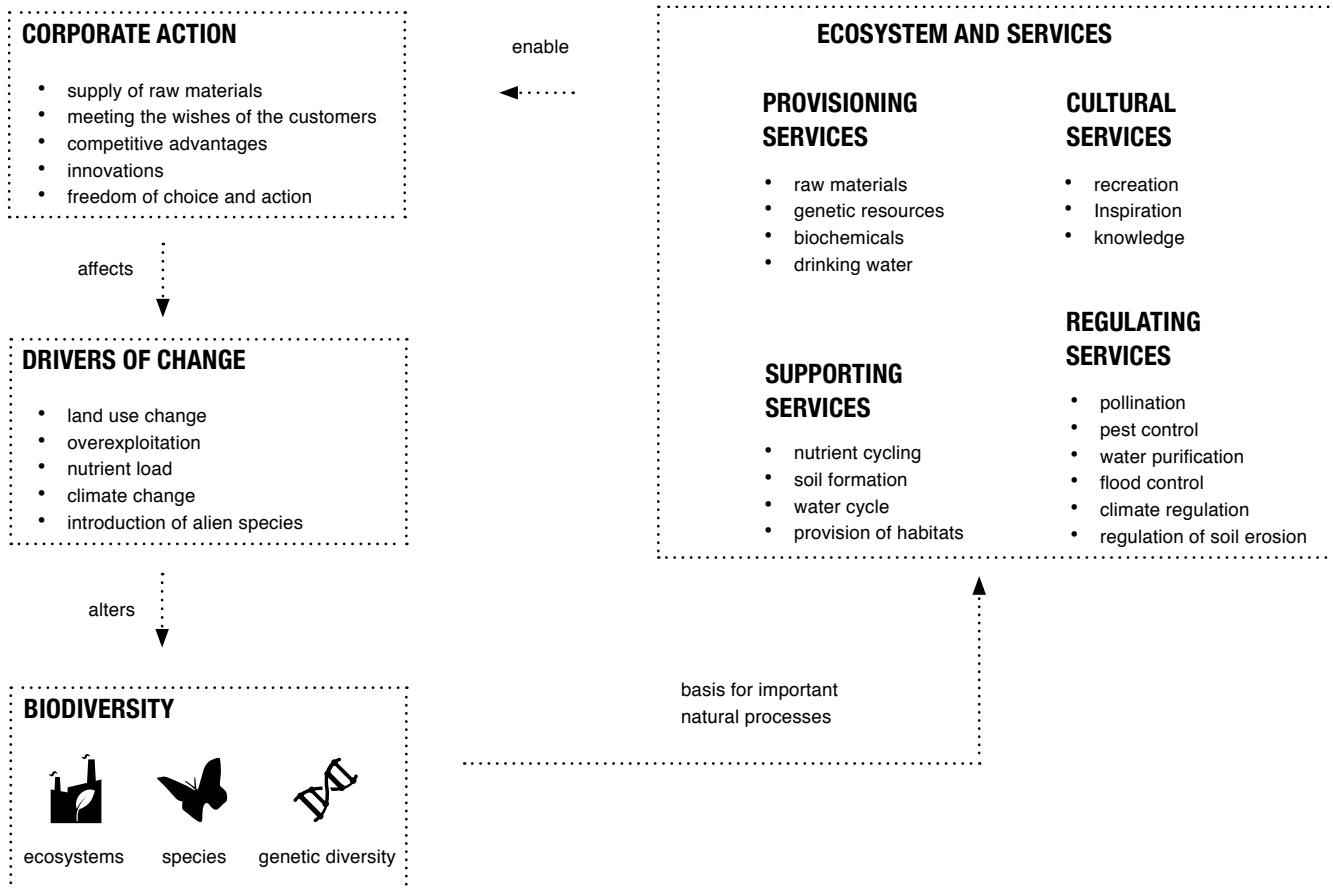 CORPORATE ACTION
• supply of raw materials
• meeting the wishes of the customers
• competitive advantages
• innovations
• freedom of choice and action
affects
DRIVERS OF CHANGE
• land use change
• overexploitation
• nutrient load
• climate change
• introduction of alien species
alters
BIODIVERSITY
ecosystems
species
genetic diversity
basis for important
natural processes
enable
ECOSYSTEM AND SERVICES
PROVISIONING
SERVICES
• raw materials
• genetic resources
• biochemicals
• drinking water
CULTURAL
SERVICES
• recreation
• Inspiration
• knowledge
SUPPORTING
SERVICES
• nutrient cycling
• soil formation
• water cycle
• provision of habitats
REGULATING
SERVICES
• pollination
• pest control
• water purification
• flood control
• climate regulation
• regulation of soil erosion